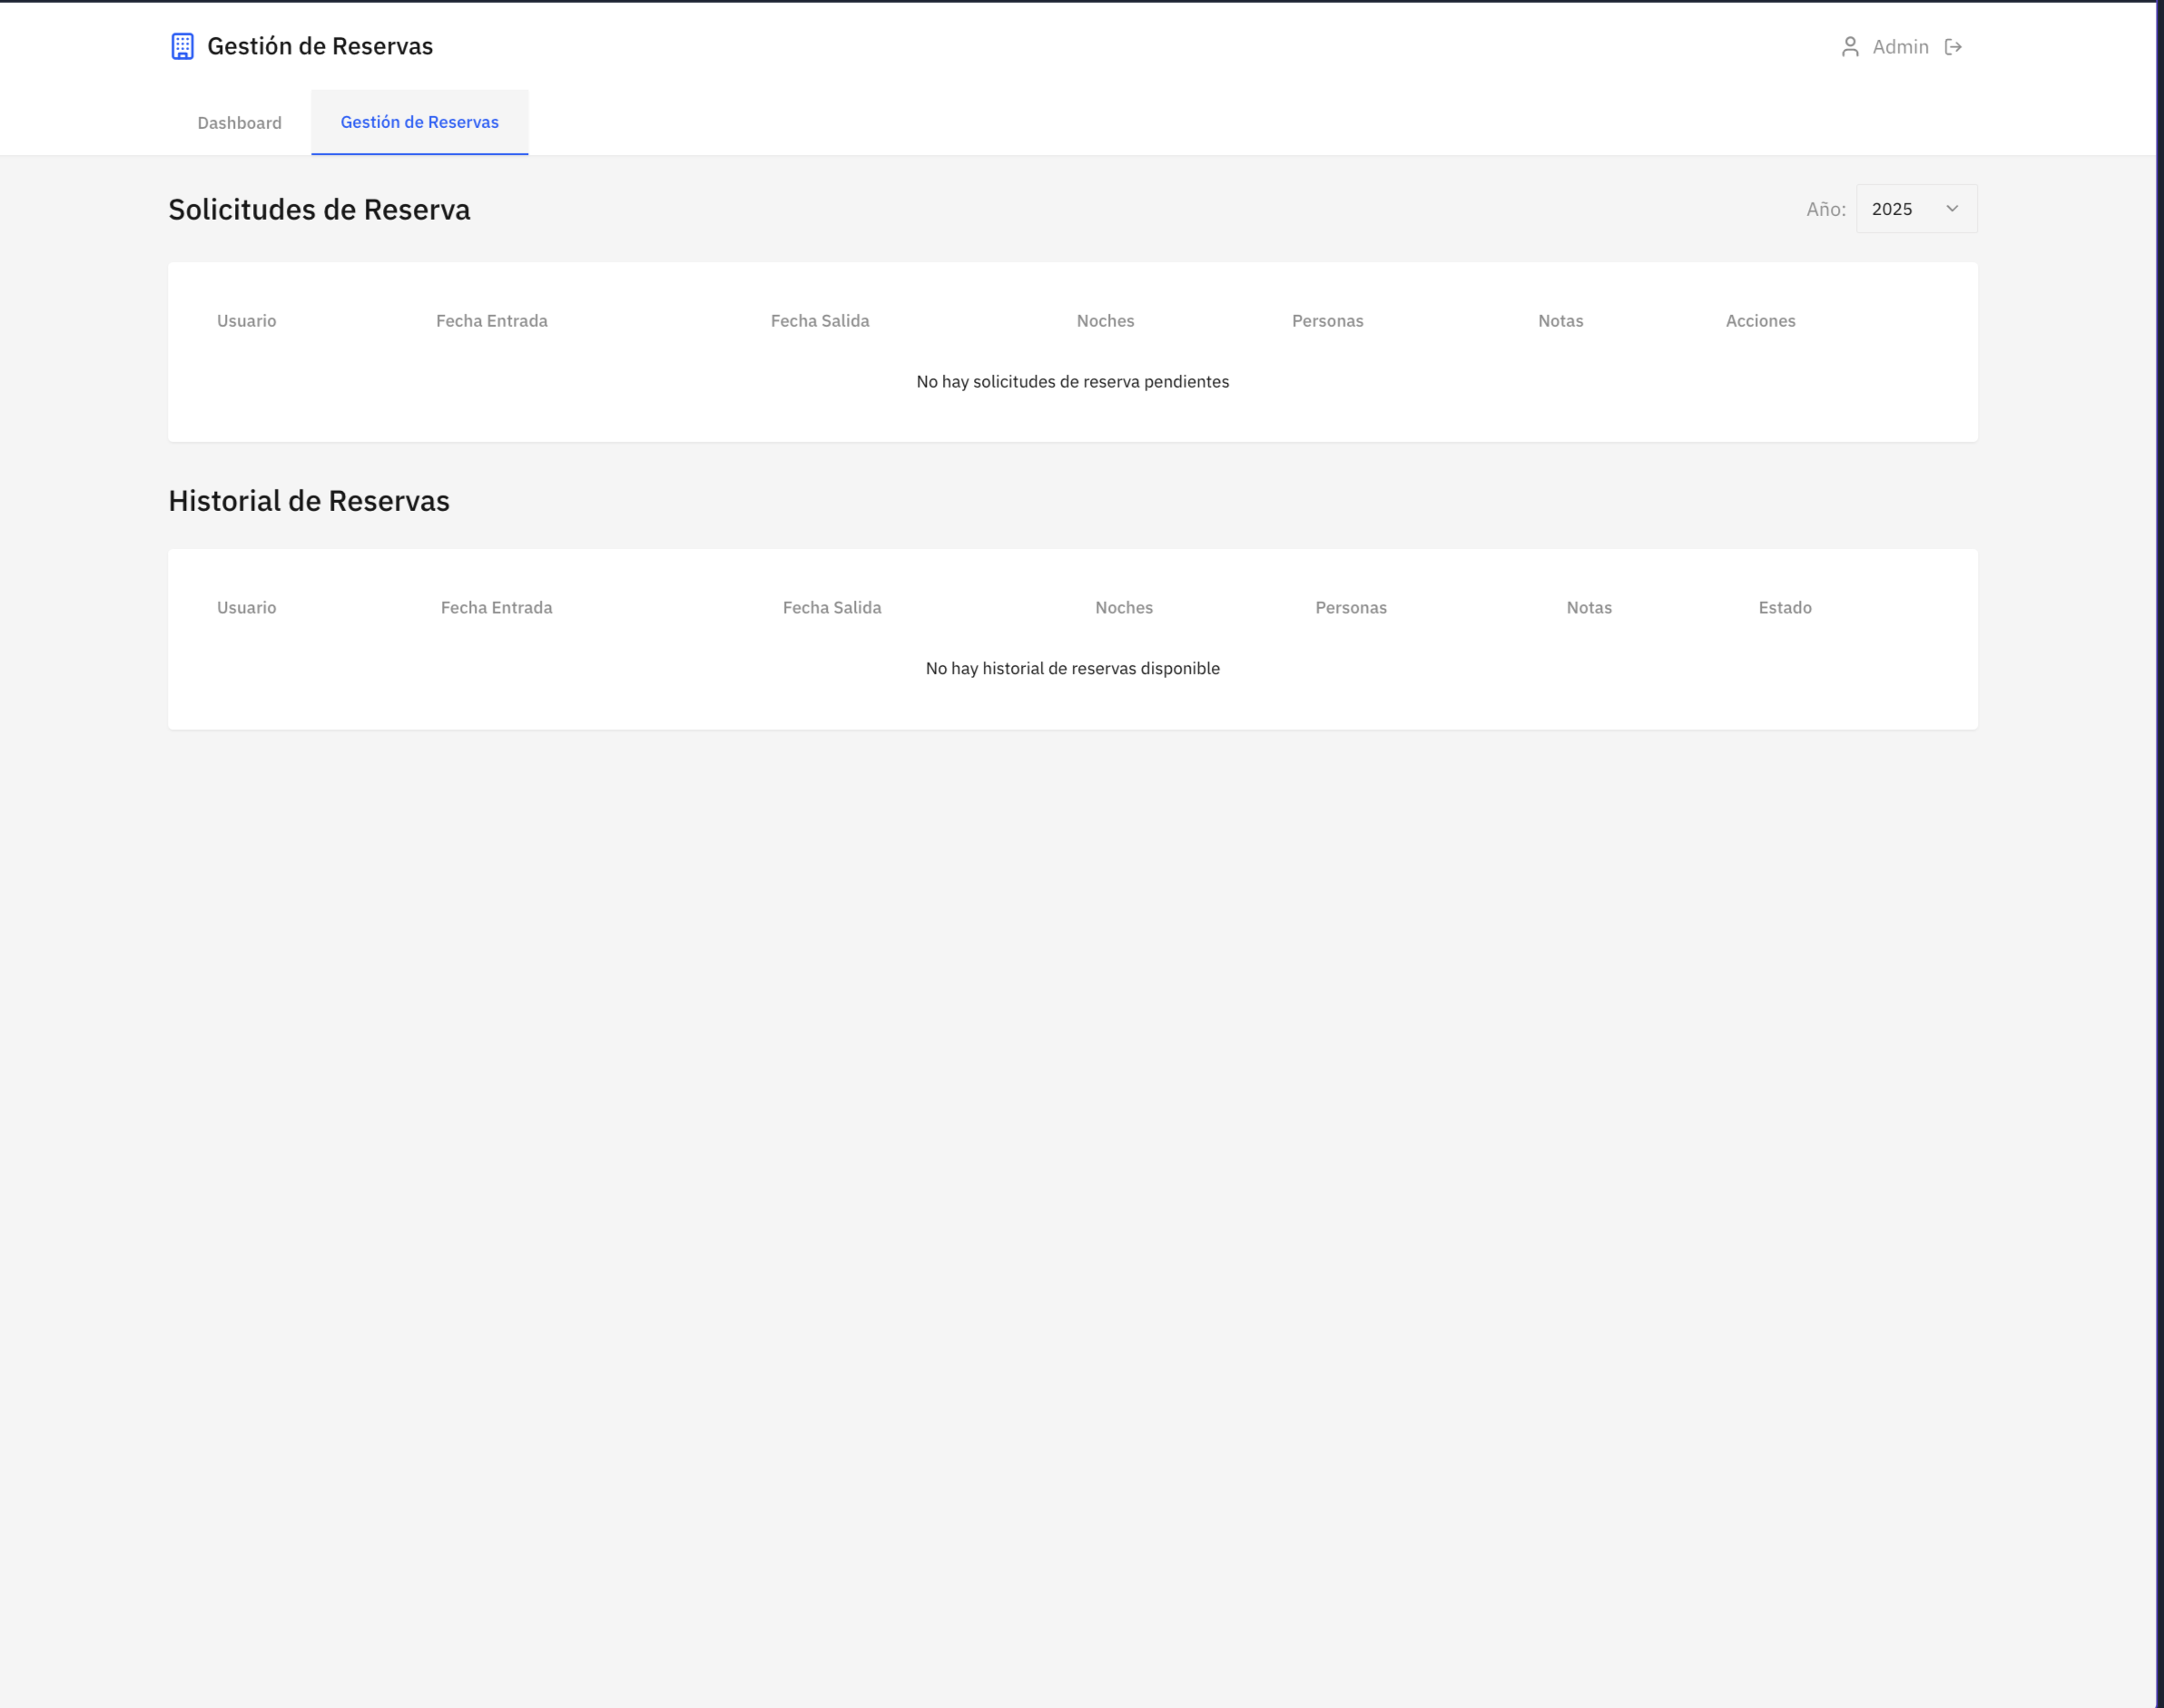 Gestión de Reservas
Admin
Dashboard
Gestión de Reservas
Solicitudes de Reserva
Año: 2025
Usuario Fecha Entrada Fecha Salida Noches Personas Notas Acciones
No hay solicitudes de reserva pendientes
Historial de Reservas
Usuario Fecha Entrada Fecha Salida Noches Personas Notas Estado
No hay historial de reservas disponible